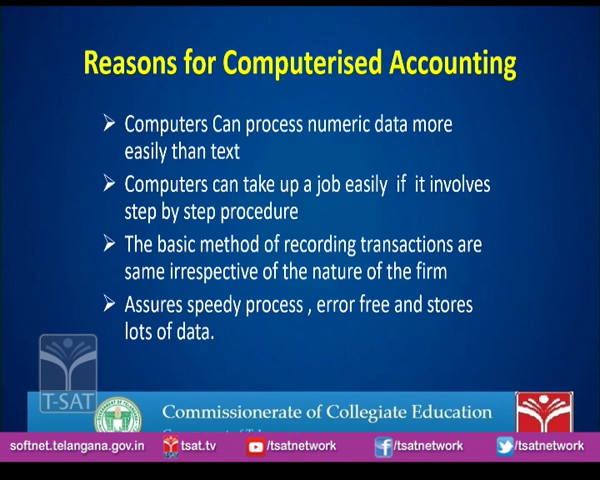 Reasons for Computerised Accounting
Computers Can process numeric data more
easily than text
Computers can take up a job easily if it involves
step by step procedure
The basic method of recording transactions are
same irrespective of the nature of the firm
Assures speedy process , error free and stores
lots of data.
T-SAT
Commissionerate of Collegiate Education
softnet.telangana.gov.in
tsat.tv
/tsatnetwork
/tsatnetwork
/tsatnetwork